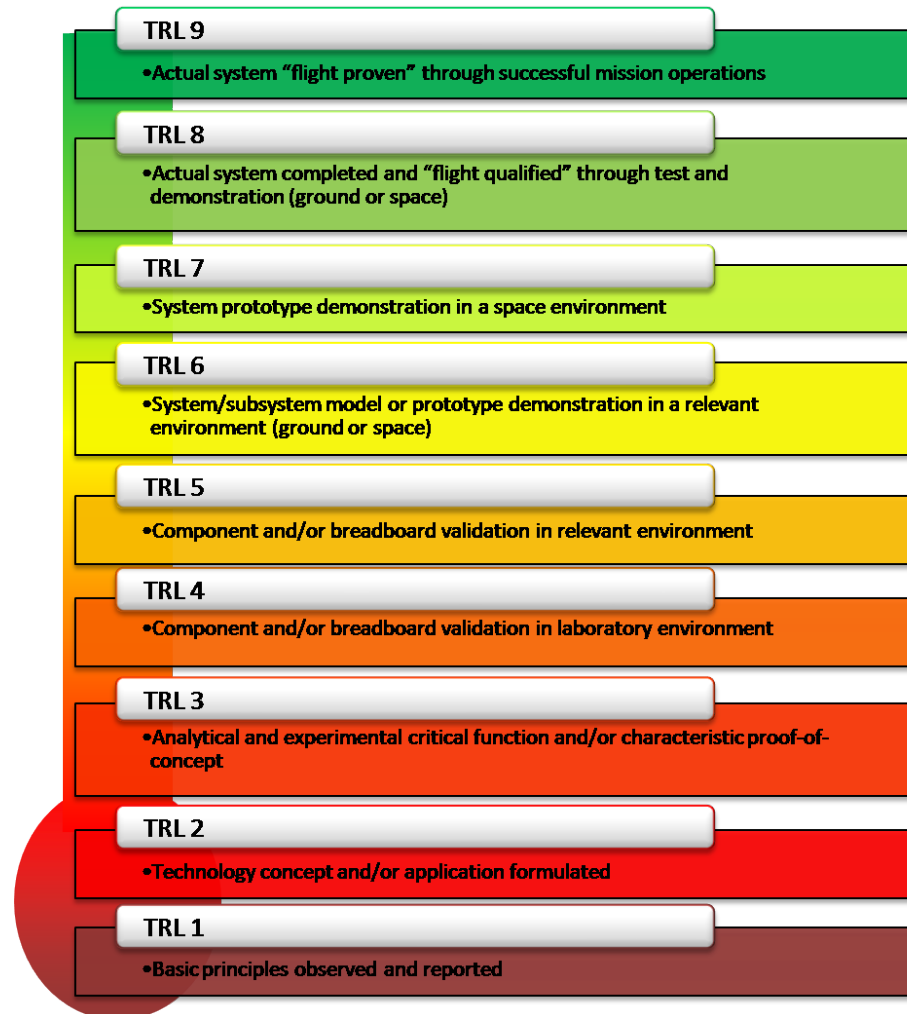 TRL 9
•Actual system “flight proven” through successful mission operations
TRL 8
•Actual system completed and “flight qualified” through test and
demonstration (ground or space)
TRL 7
•System prototype demonstration in a space environment
TRL 6
•System/subsystem model or prototype demonstration in a relevant
environment (ground or space)
TRL 5
•Component and/or breadboard validation in relevant environment
TRL 4
•Component and/or breadboard validation in laboratory environment
TRL 3
•Analytical and experimental critical function and/or characteristic proof-of-
concept
TRL 2
•Technology concept and/or application formulated
TRL 1
•Basic principles observed and reported